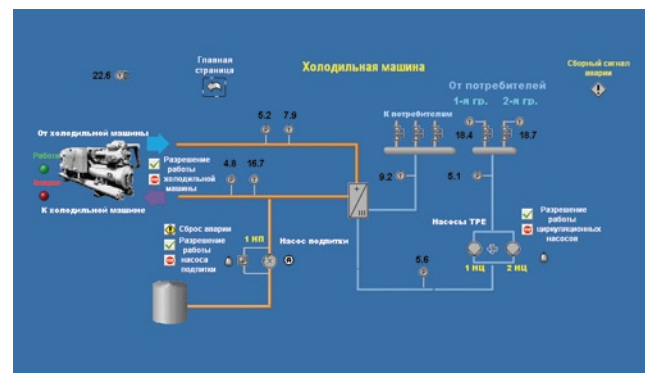 Главная
страница
Холодильная машина
Сборный сигнал
аварии
22.6
От потребителей
1-я гр. 2-я гр.
К потребителям
5.2 7.9
18.4
18.7
От холодильной машины
Работа
Разрешение
работы
холодильной
машины
4.8 16.7
9.2
5.1
Авария
К холодильной машине
Насосы TPE
Разрешение
работы
циркуляционных
насосов
Сброс аварии
Разрешение
работы
насоса
подпитки
1 НП
Насос подпитки
5.6
1 НЦ
2 НЦ